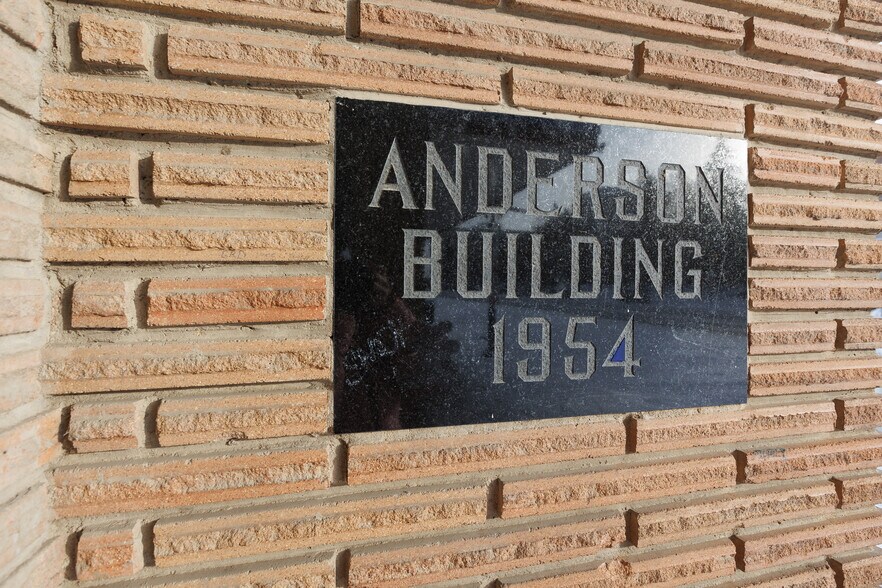 ANDERSON
BUILDING
1954